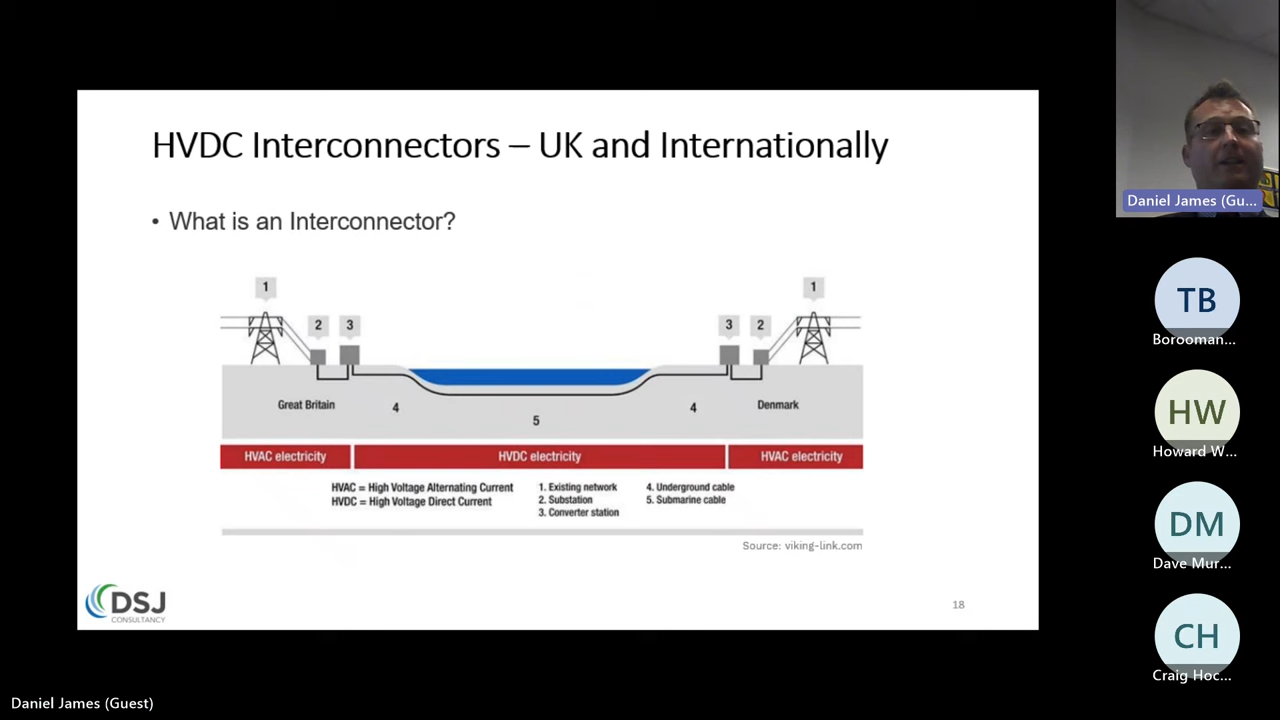 HVDC Interconnectors – UK and Internationally
• What is an Interconnector?
1
1
2
3
3
2
Great Britain
4
5
4
Denmark
HVAC electricity
HVDC electricity
HVAC electricity
HVAC = High Voltage Alternating Current
HVDC = High Voltage Direct Current
1. Existing network
2. Substation
3. Converter station
4. Underground cable
5. Submarine cable
Source: viking-link.com
DSJ
CONSULTANCY
18
Daniel James (Gu...
TB
Borooman...
HW
Howard W...
DM
Dave Mur...
CH
Craig Hoc...
Daniel James (Guest)